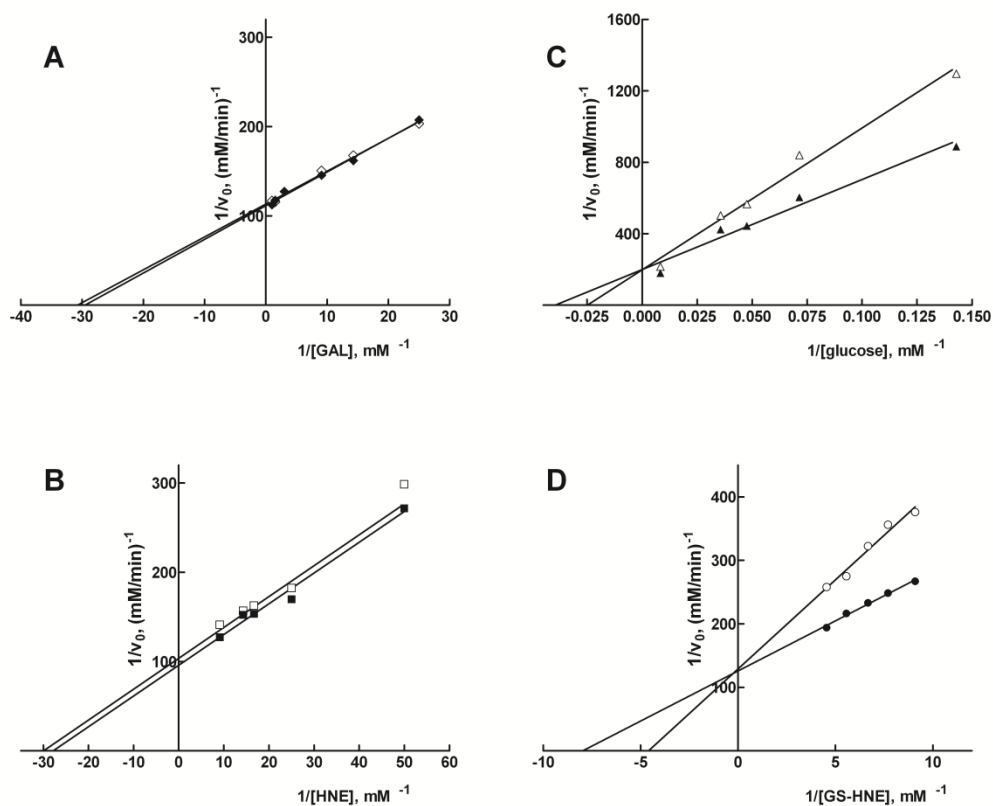 A
1/v₀, (mM/min)⁻¹
300
200
100
-40 -30 -20 -10 0 10 20 30
1/[GAL], mM ⁻¹
C
1/v₀, (mM/min)⁻¹
1600
1200
800
400
-0.025 0.000 0.025 0.050 0.075 0.100 0.125 0.150
1/[glucose], mM ⁻¹
B
1/v₀, (mM/min)⁻¹
300
200
100
-30 -20 -10 0 10 20 30 40 50 60
1/[HNE], mM ⁻¹
D
1/v₀, (mM/min)⁻¹
400
300
200
100
-10 -5 0 5 10
1/[GS-HNE], mM ⁻¹